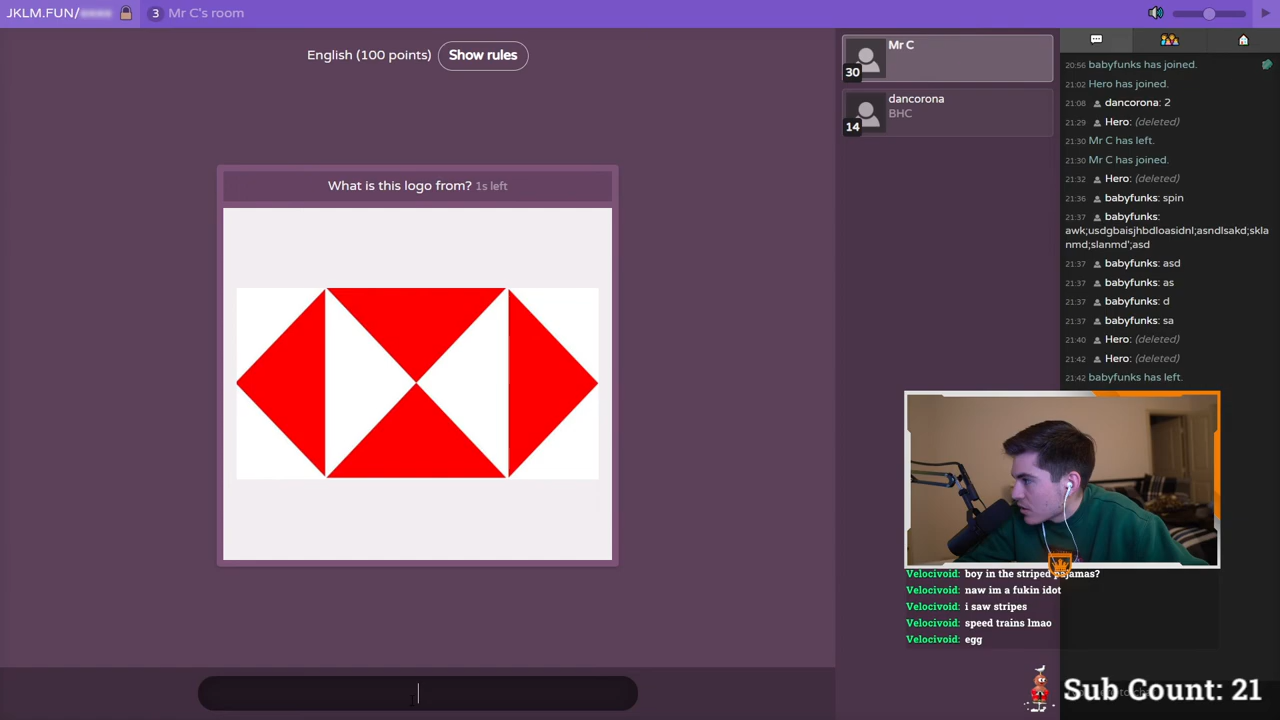 JKLM.FUN/
3 Mr C's room
English (100 points) Show rules
What is this logo from? 1s left
Mr C
30
dancorona
BHC
14
20:56 babyfunks has joined.
21:02 Hero has joined.
21:08 dancorona: 2
21:29 Hero: (deleted)
21:30 Mr C has left.
21:30 Mr C has joined.
21:32 Hero: (deleted)
21:36 babyfunks: spin
21:37 babyfunks:
awk;usdgbaisjhbdloasidnl;asndlsakd;skla
nmd;slanmd';asd
21:37 babyfunks: asd
21:37 babyfunks: as
21:37 babyfunks: d
21:37 babyfunks: sa
21:40 Hero: (deleted)
21:42 Hero: (deleted)
21:42 babyfunks has left.
Velocivoid: boy in the striped pajamas?
Velocivoid: naw im a fukin idot
Velocivoid: i saw stripes
Velocivoid: speed trains lmao
Velocivoid: egg
Sub Count: 21